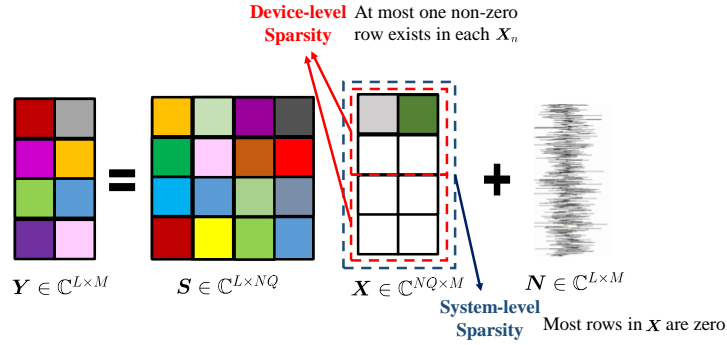 Device-level Sparsity
At most one non-zero row exists in each Xₙ
=
+
Y ∈ ℂ^{L×M}
S ∈ ℂ^{L×NQ}
X ∈ ℂ^{NQ×M}
N ∈ ℂ^{L×M}
System-level Sparsity
Most rows in X are zero